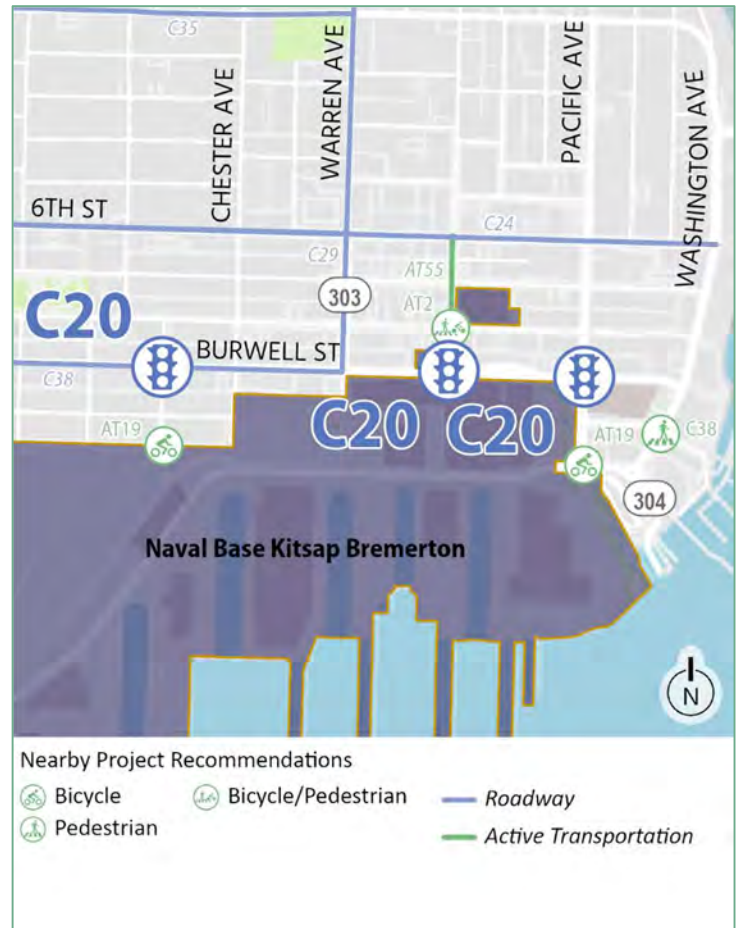 C35
CHESTER AVE
WARREN AVE
PACIFIC AVE
WASHINGTON AVE
6TH ST
C24
C29
AT55
303
AT2
C20
BURWELL ST
C38
C20
C20
AT19
AT19
C38
304
Naval Base Kitsap Bremerton
N
Nearby Project Recommendations
Bicycle
Bicycle/Pedestrian
Roadway
Pedestrian
Active Transportation